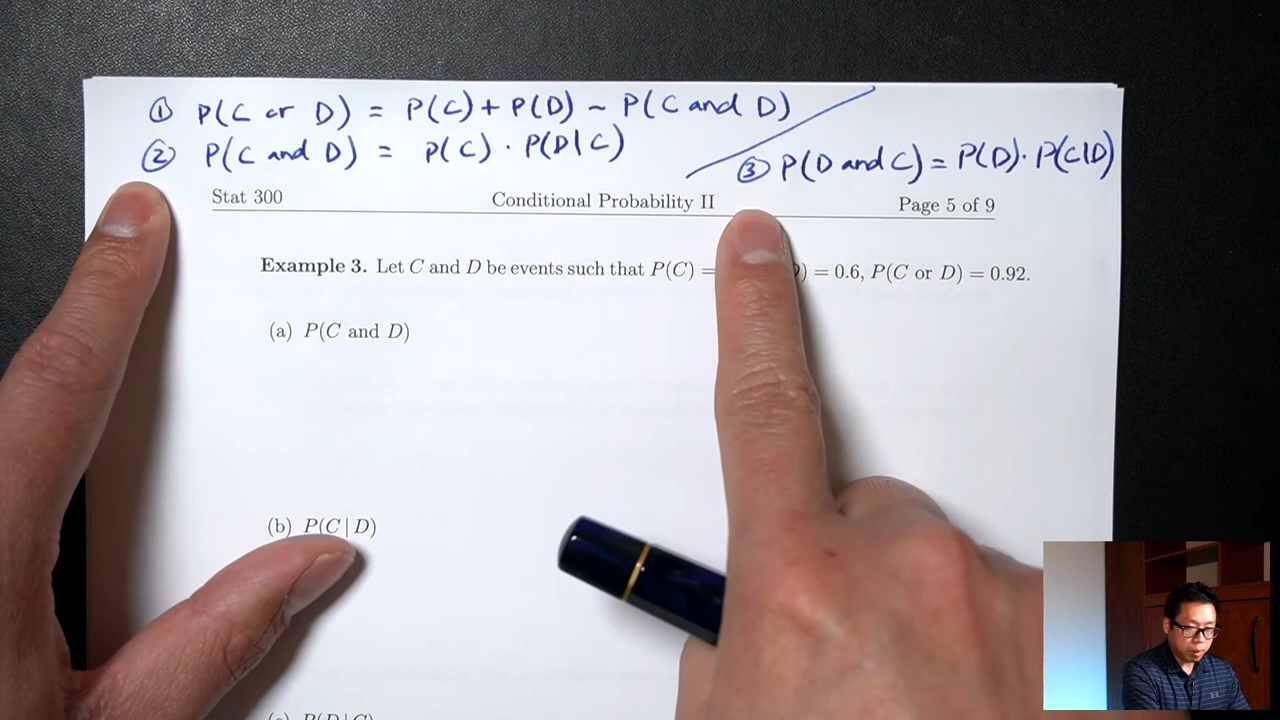 ① P(C or D) = P(C) + P(D) - P(C and D)
② P(C and D) = P(C) · P(D|C)
③ P(D and C) = P(D) · P(C|D)
Stat 300 Conditional Probability II Page 5 of 9
Example 3. Let C and D be events such that P(C) = ) = 0.6, P(C or D) = 0.92.
(a) P(C and D)
(b) P(C | D)
(c) P(D | C)